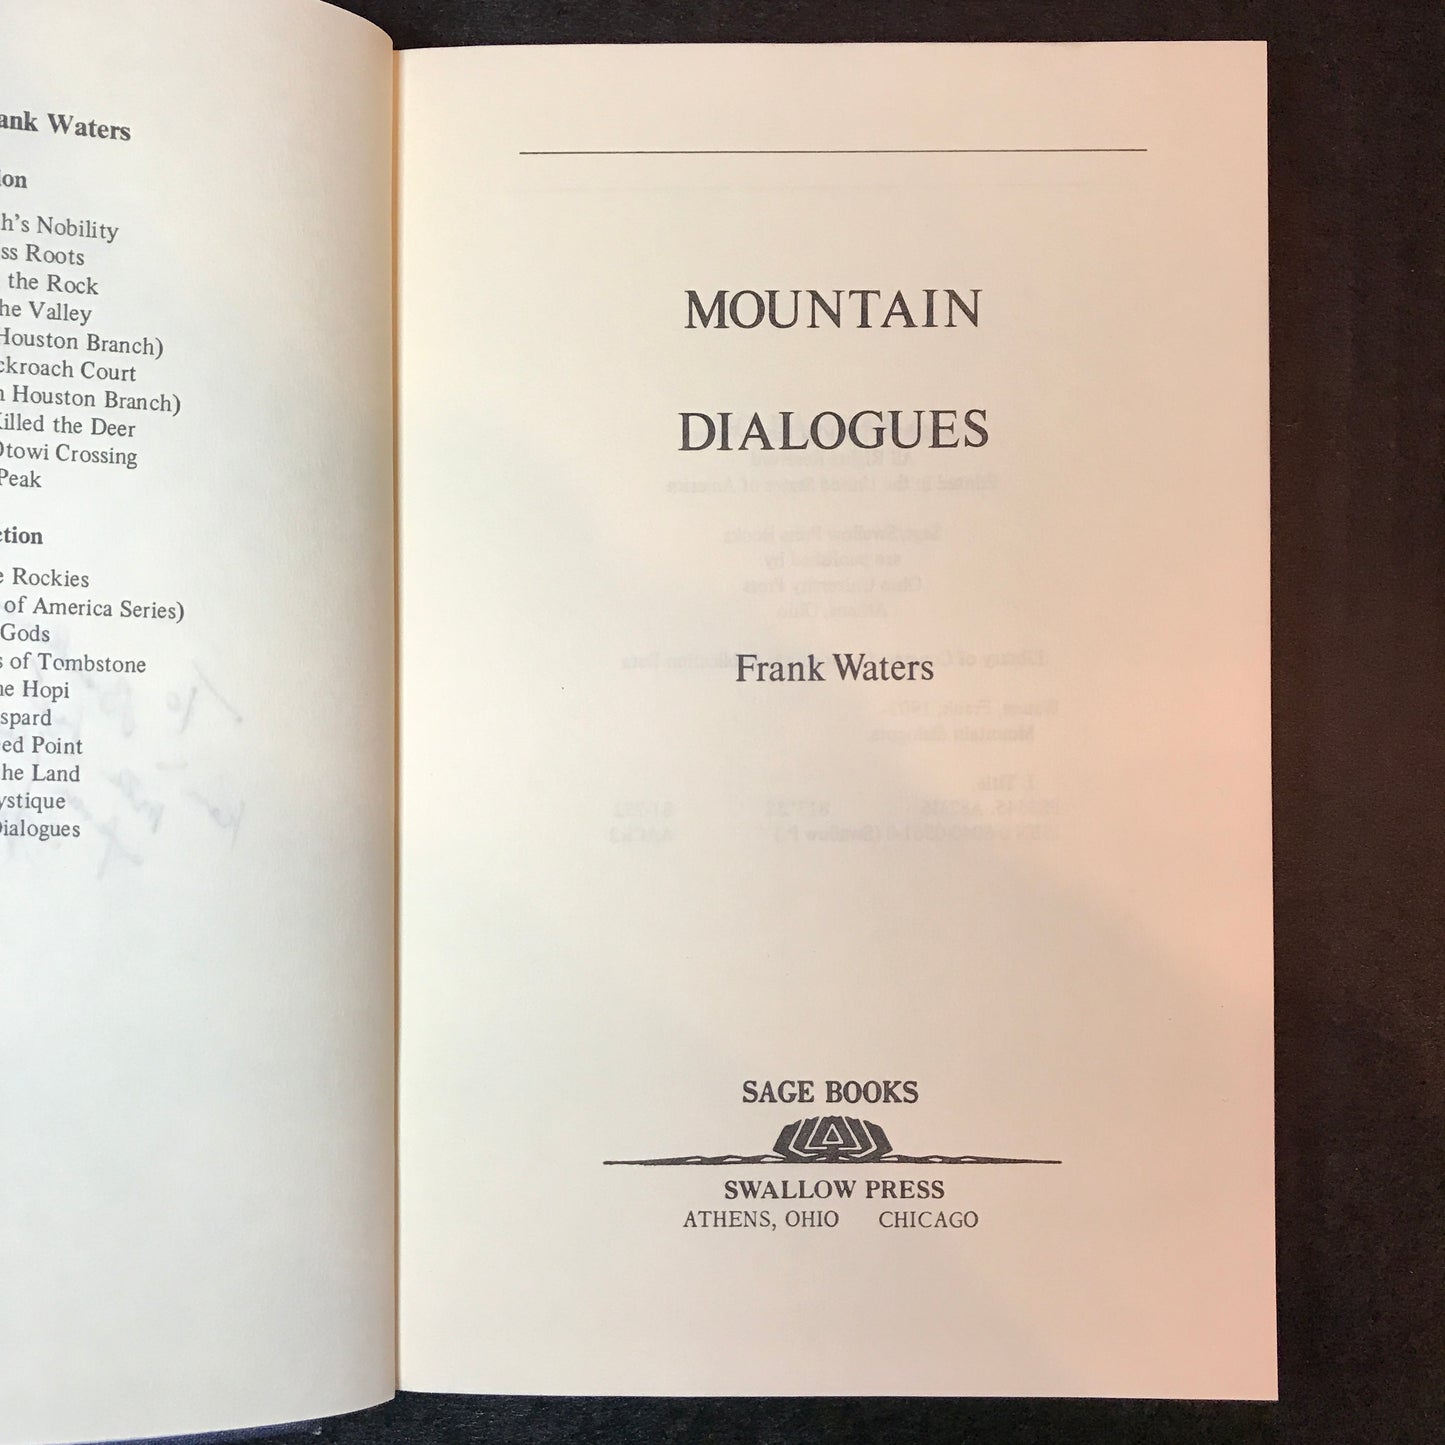 ank Waters
ion
h's Nobility
ss Roots
the Rock
he Valley
Houston Branch)
ckroach Court
n Houston Branch)
Killed the Deer
Otowi Crossing
Peak
ction
e Rockies
of America Series)
Gods
s of Tombstone
he Hopi
spard
ed Point
he Land
ystique
Dialogues
MOUNTAIN
DIALOGUES
Frank Waters
SAGE BOOKS
SWALLOW PRESS
ATHENS, OHIO CHICAGO